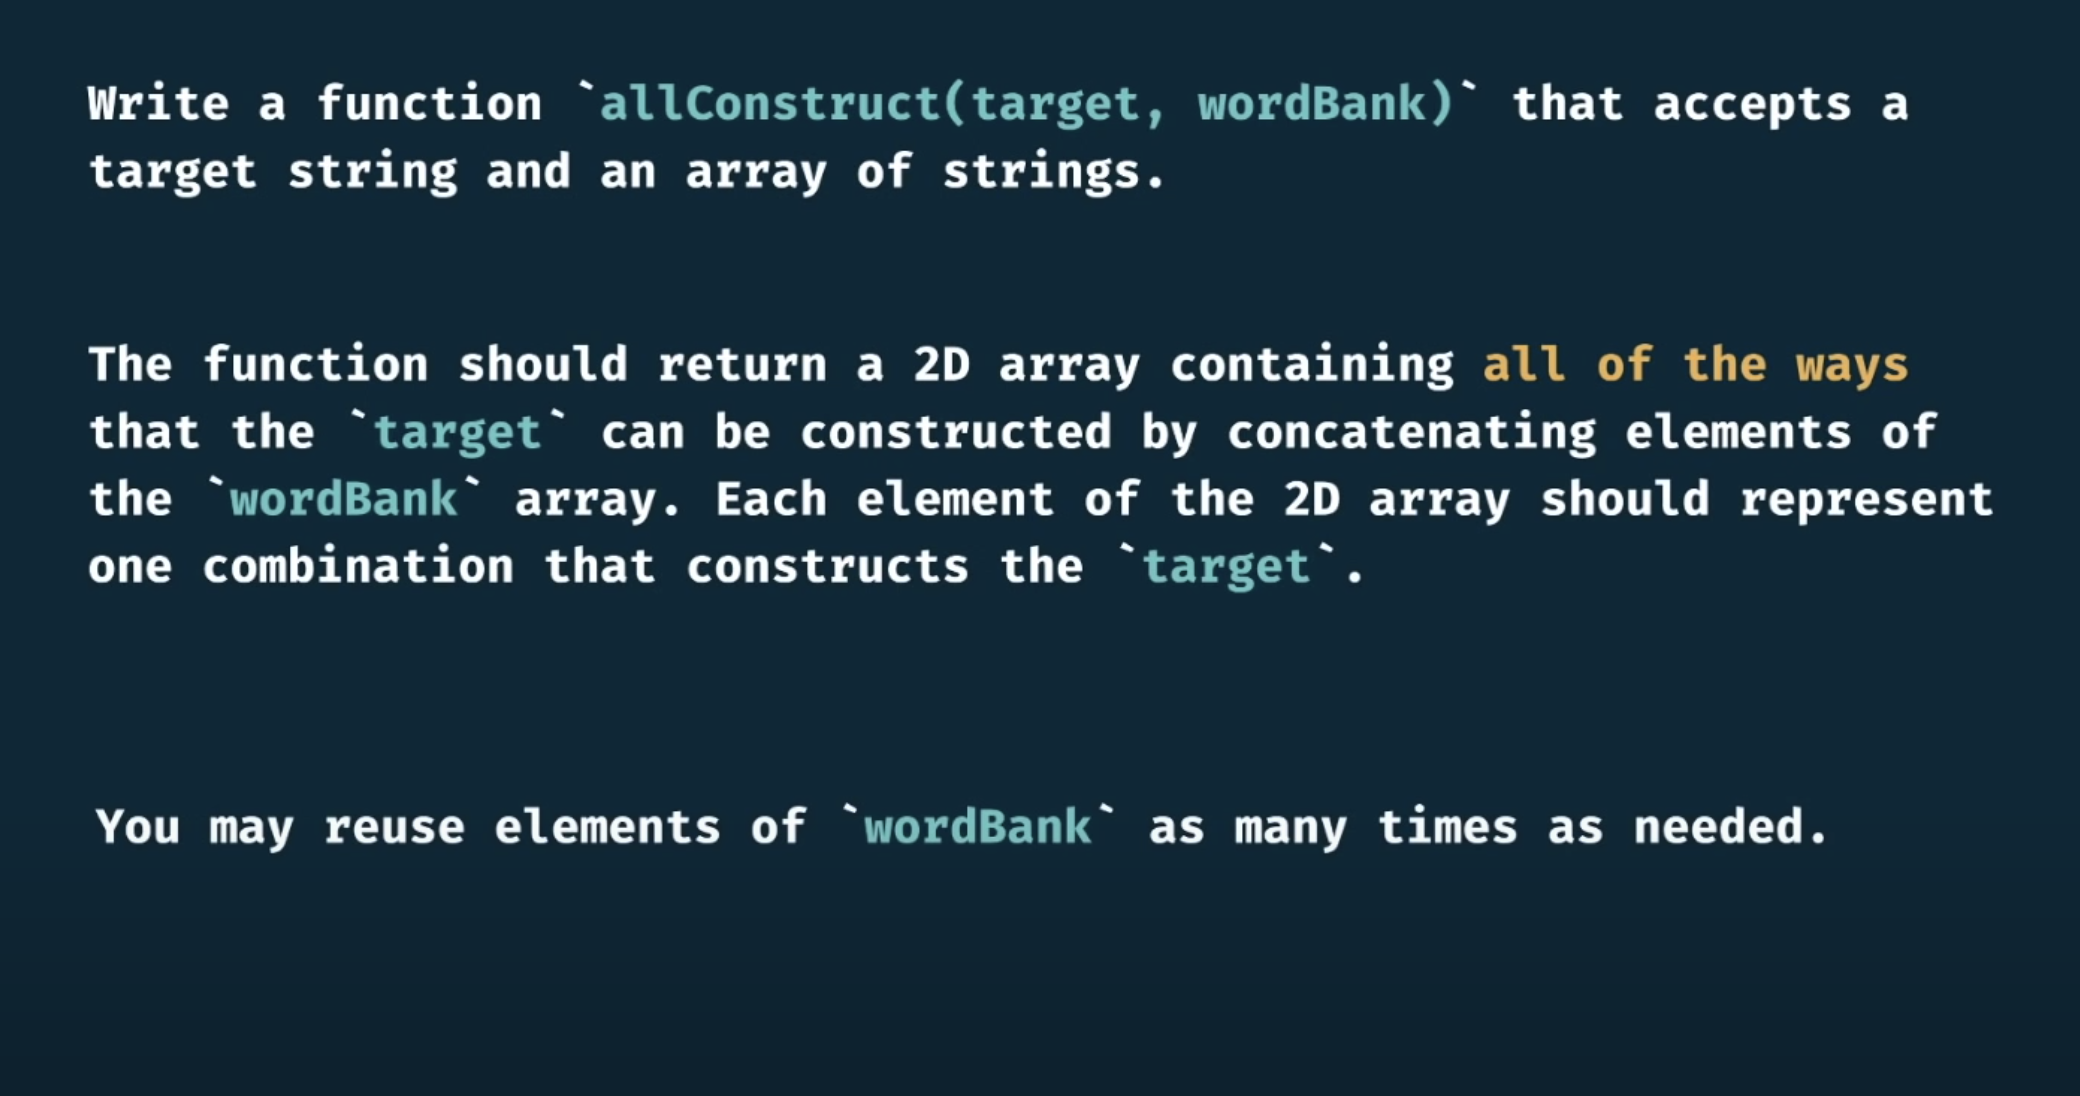 Write a function `allConstruct(target, wordBank)` that accepts a
target string and an array of strings.
The function should return a 2D array containing all of the ways
that the `target` can be constructed by concatenating elements of
the `wordBank` array. Each element of the 2D array should represent
one combination that constructs the `target`.
You may reuse elements of `wordBank` as many times as needed.